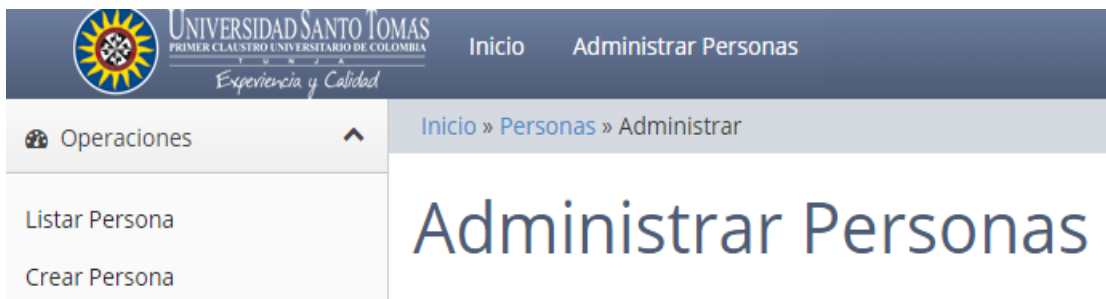 UNIVERSIDAD SANTO TOMÁS
PRIMER CLAUSTRO UNIVERSITARIO DE COLOMBIA
TUNJA
Experiencia y Calidad
Inicio Administrar Personas
Operaciones
Inicio » Personas » Administrar
Listar Persona
Crear Persona
Administrar Personas